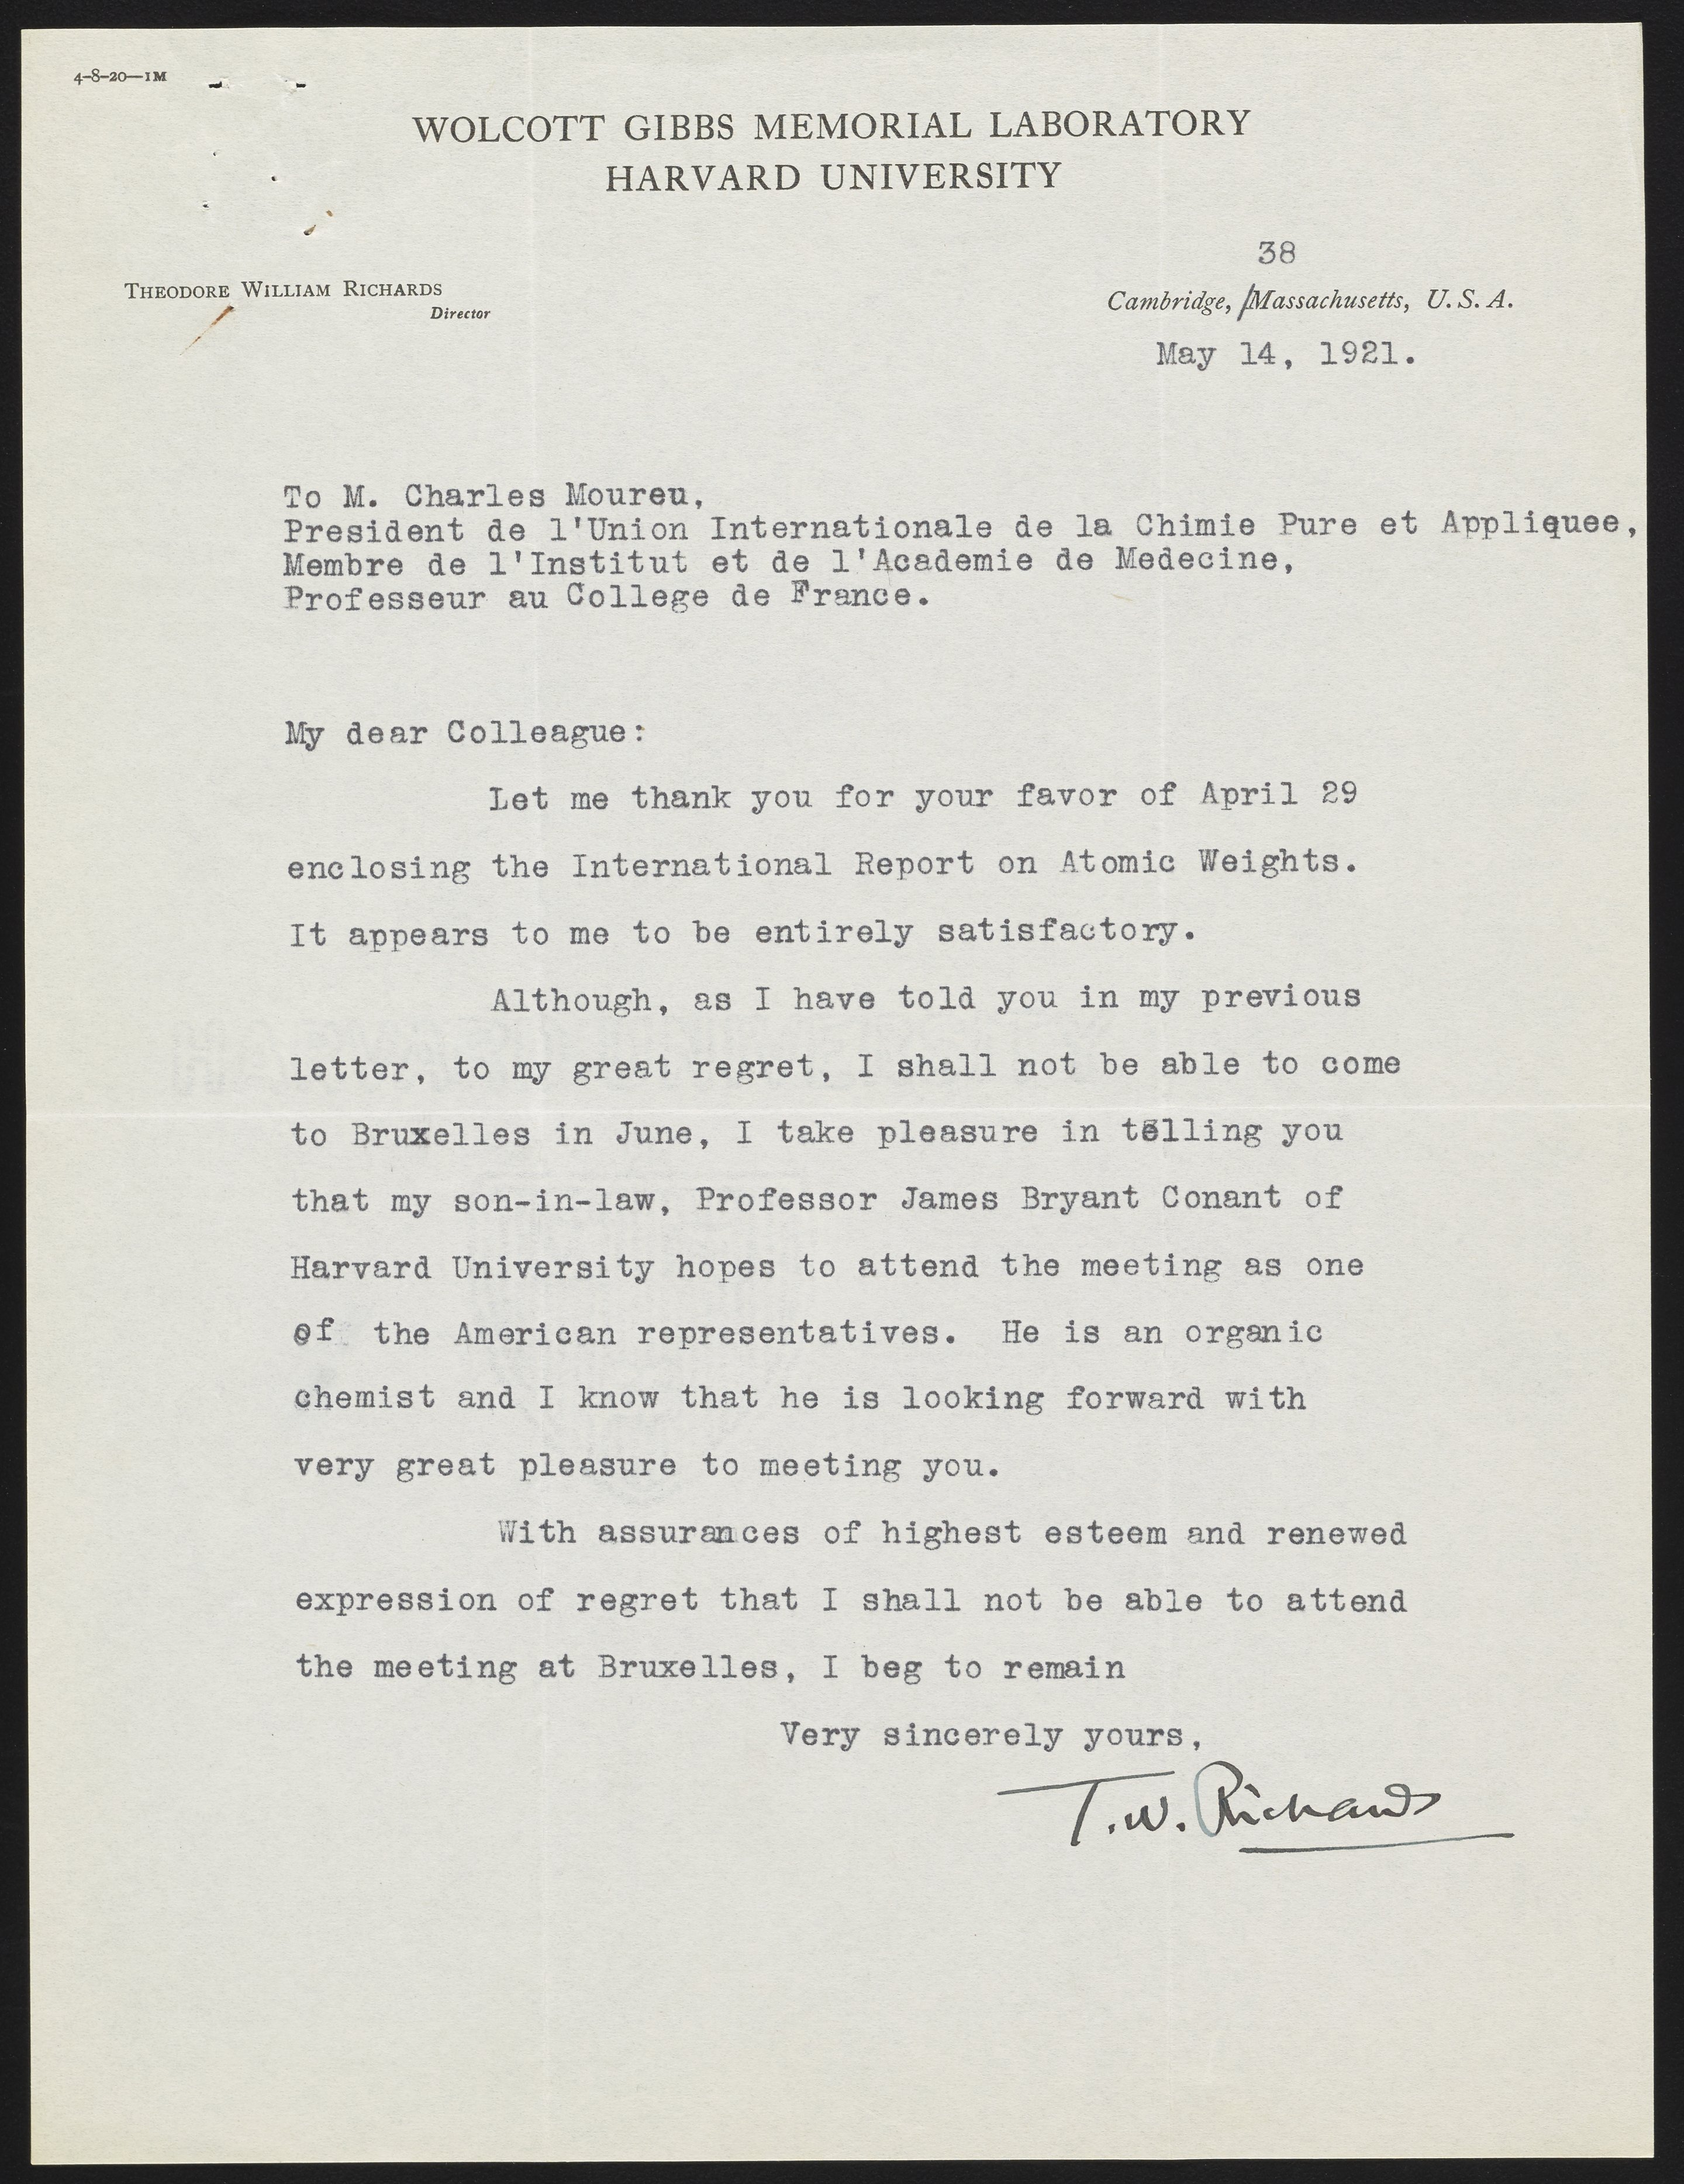 4-8-20—1M
WOLCOTT GIBBS MEMORIAL LABORATORY
HARVARD UNIVERSITY
38
THEODORE WILLIAM RICHARDS
Director
Cambridge, /Massachusetts, U. S. A.
May 14, 1921.
To M. Charles Moureu,
President de l'Union Internationale de la Chimie Pure et Appliquee,
Membre de l'Institut et de l'Academie de Medecine,
Professeur au College de France.
My dear Colleague:
Let me thank you for your favor of April 29
enclosing the International Report on Atomic Weights.
It appears to me to be entirely satisfactory.
Although, as I have told you in my previous
letter, to my great regret, I shall not be able to come
to Bruxelles in June, I take pleasure in telling you
that my son-in-law, Professor James Bryant Conant of
Harvard University hopes to attend the meeting as one
of the American representatives. He is an organic
chemist and I know that he is looking forward with
very great pleasure to meeting you.
With assurances of highest esteem and renewed
expression of regret that I shall not be able to attend
the meeting at Bruxelles, I beg to remain
Very sincerely yours,
T. W. Richards